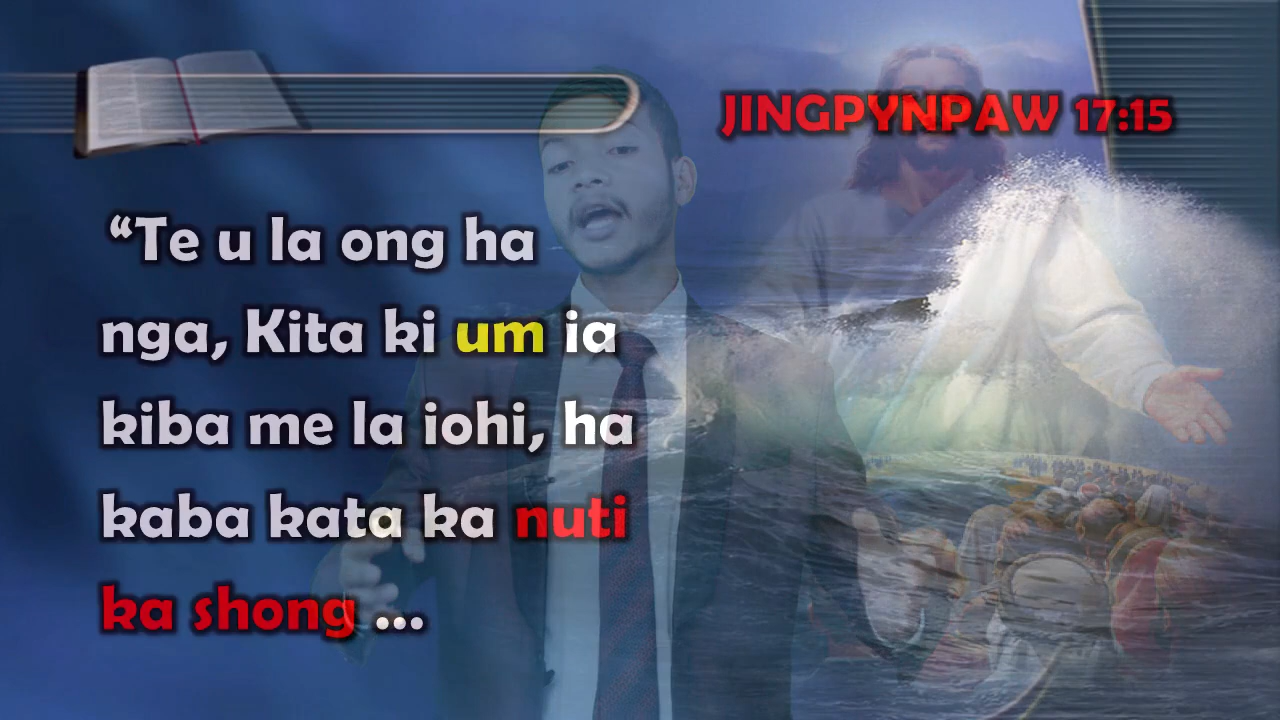 JINGPYNPAW 17:15
“Te u la ong ha
nga, Kita ki um ia
kiba me la iohi, ha
kaba kata ka nuti
ka shong ...